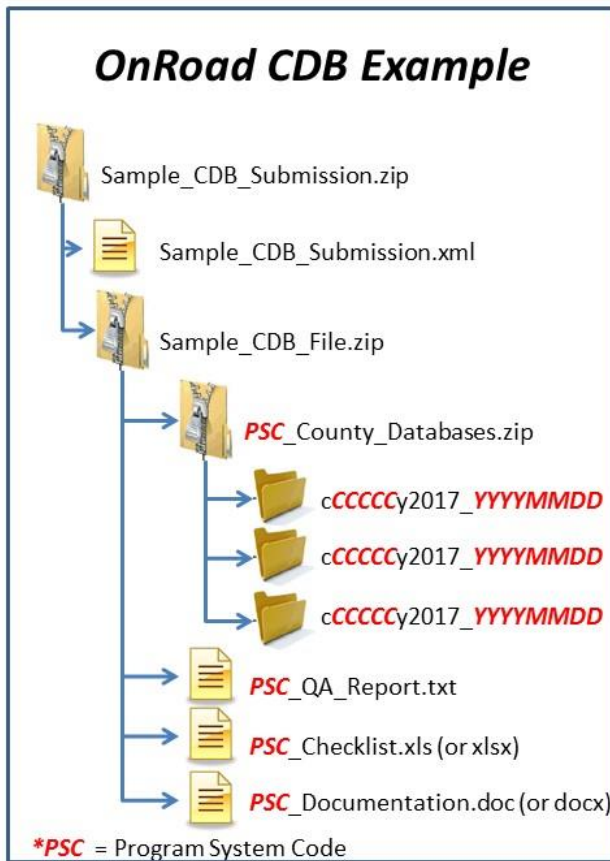 OnRoad CDB Example
Sample_CDB_Submission.zip
Sample_CDB_Submission.xml
Sample_CDB_File.zip
PSC_County_Databases.zip
cCCCCCy2017_YYYYMMDD
cCCCCCy2017_YYYYMMDD
cCCCCCy2017_YYYYMMDD
PSC_QA_Report.txt
PSC_Checklist.xls (or xlsx)
PSC_Documentation.doc (or docx)
*PSC = Program System Code